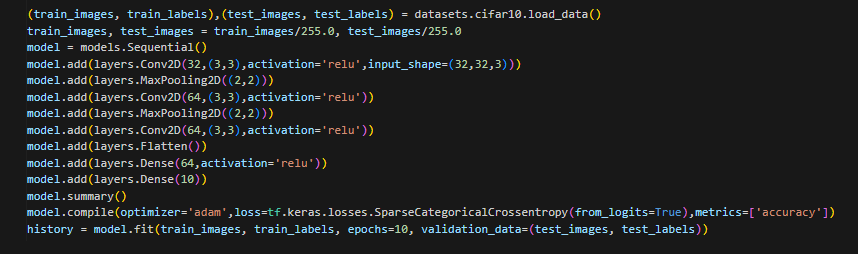 (train_images, train_labels),(test_images, test_labels) = datasets.cifar10.load_data()
train_images, test_images = train_images/255.0, test_images/255.0
model = models.Sequential()
model.add(layers.Conv2D(32,(3,3),activation='relu',input_shape=(32,32,3)))
model.add(layers.MaxPooling2D((2,2)))
model.add(layers.Conv2D(64,(3,3),activation='relu'))
model.add(layers.MaxPooling2D((2,2)))
model.add(layers.Conv2D(64,(3,3),activation='relu'))
model.add(layers.Flatten())
model.add(layers.Dense(64,activation='relu'))
model.add(layers.Dense(10))
model.summary()
model.compile(optimizer='adam',loss=tf.keras.losses.SparseCategoricalCrossentropy(from_logits=True),metrics=['accuracy'])
history = model.fit(train_images, train_labels, epochs=10, validation_data=(test_images, test_labels))